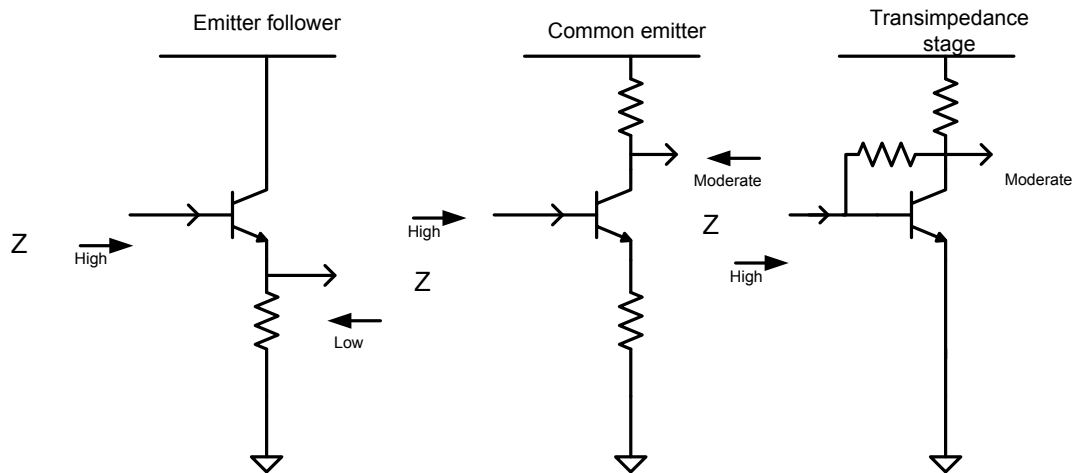 Emitter follower
Common emitter
Transimpedance
stage
Moderate
Moderate
High
Z
Z
High
Z
High
Low